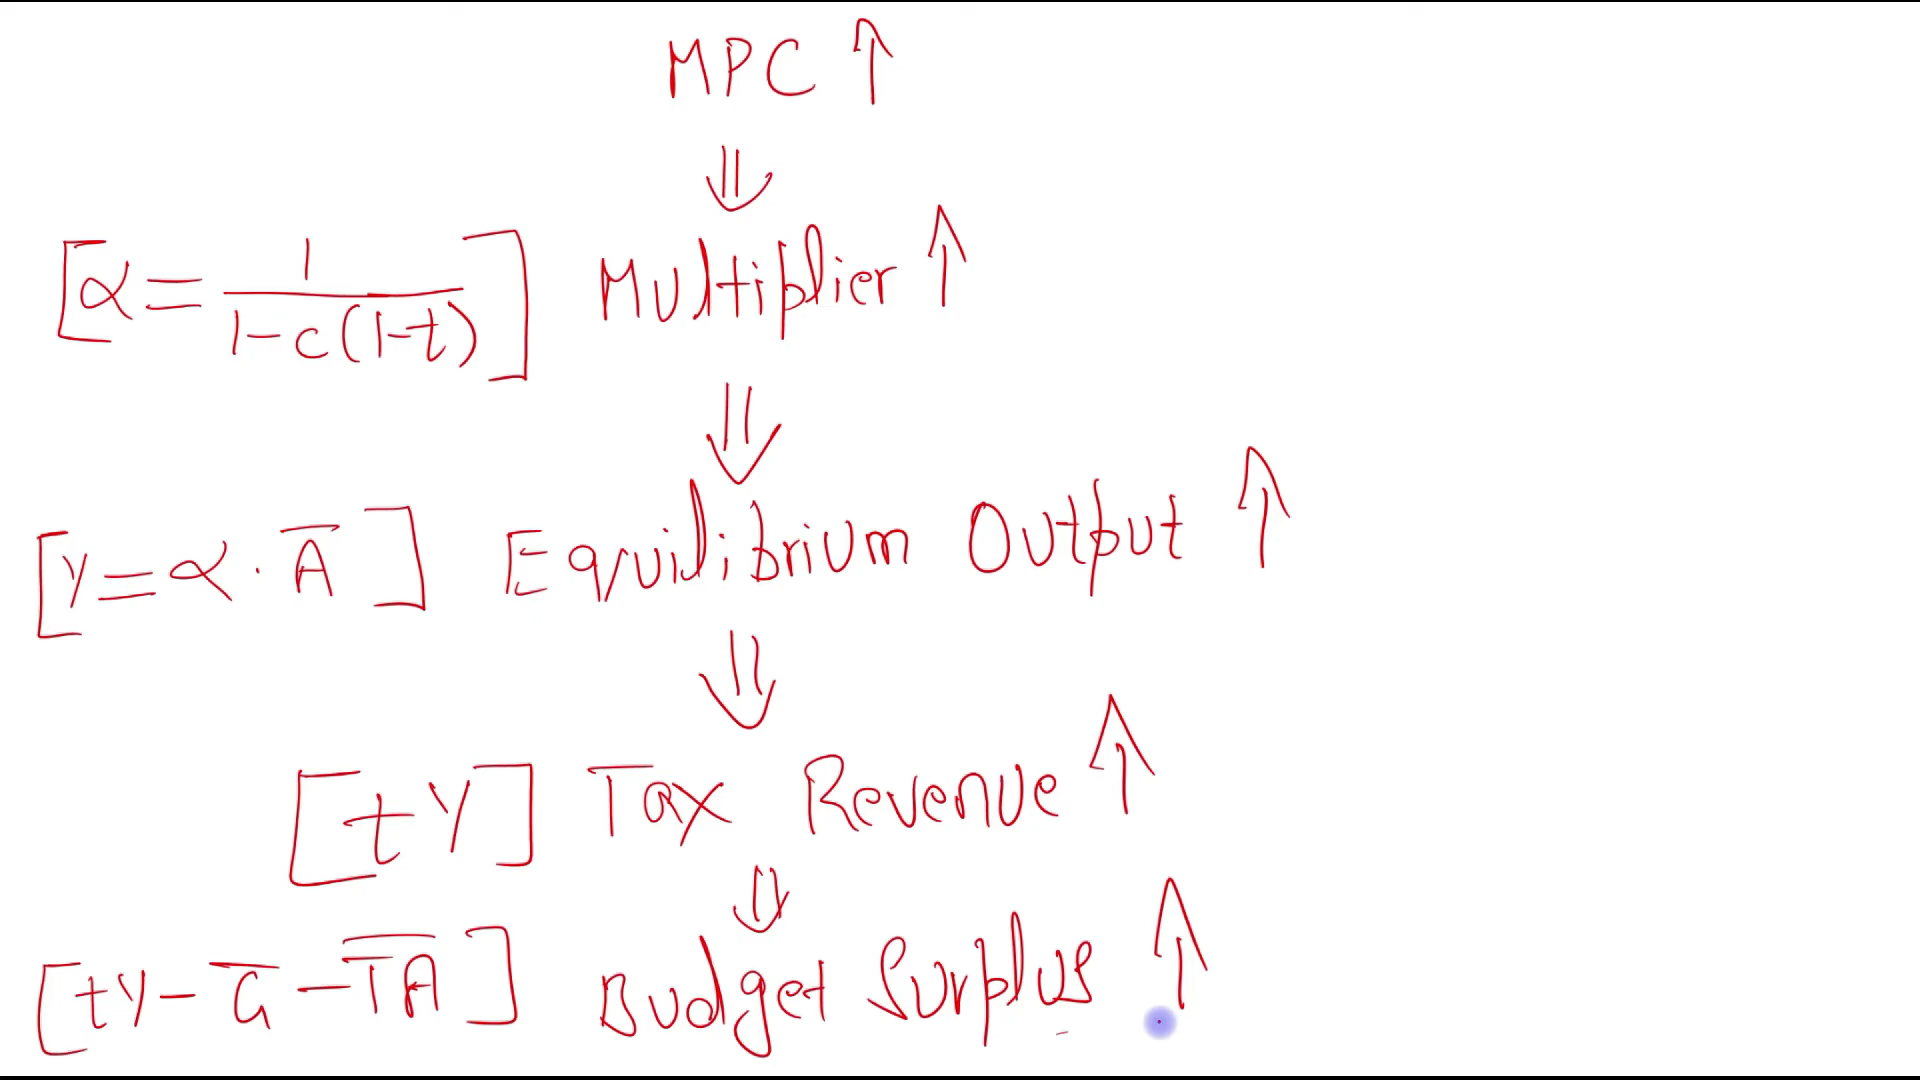 MPC ↑
⇓
[α = 1/(1-c(1-t))] Multiplier ↑
⇓
[Y = α · A̅] Equilibrium Output ↑
⇓
[tY] Tax Revenue ↑
⇓
[tY - G̅ - T̅A̅] Budget Surplus ↑